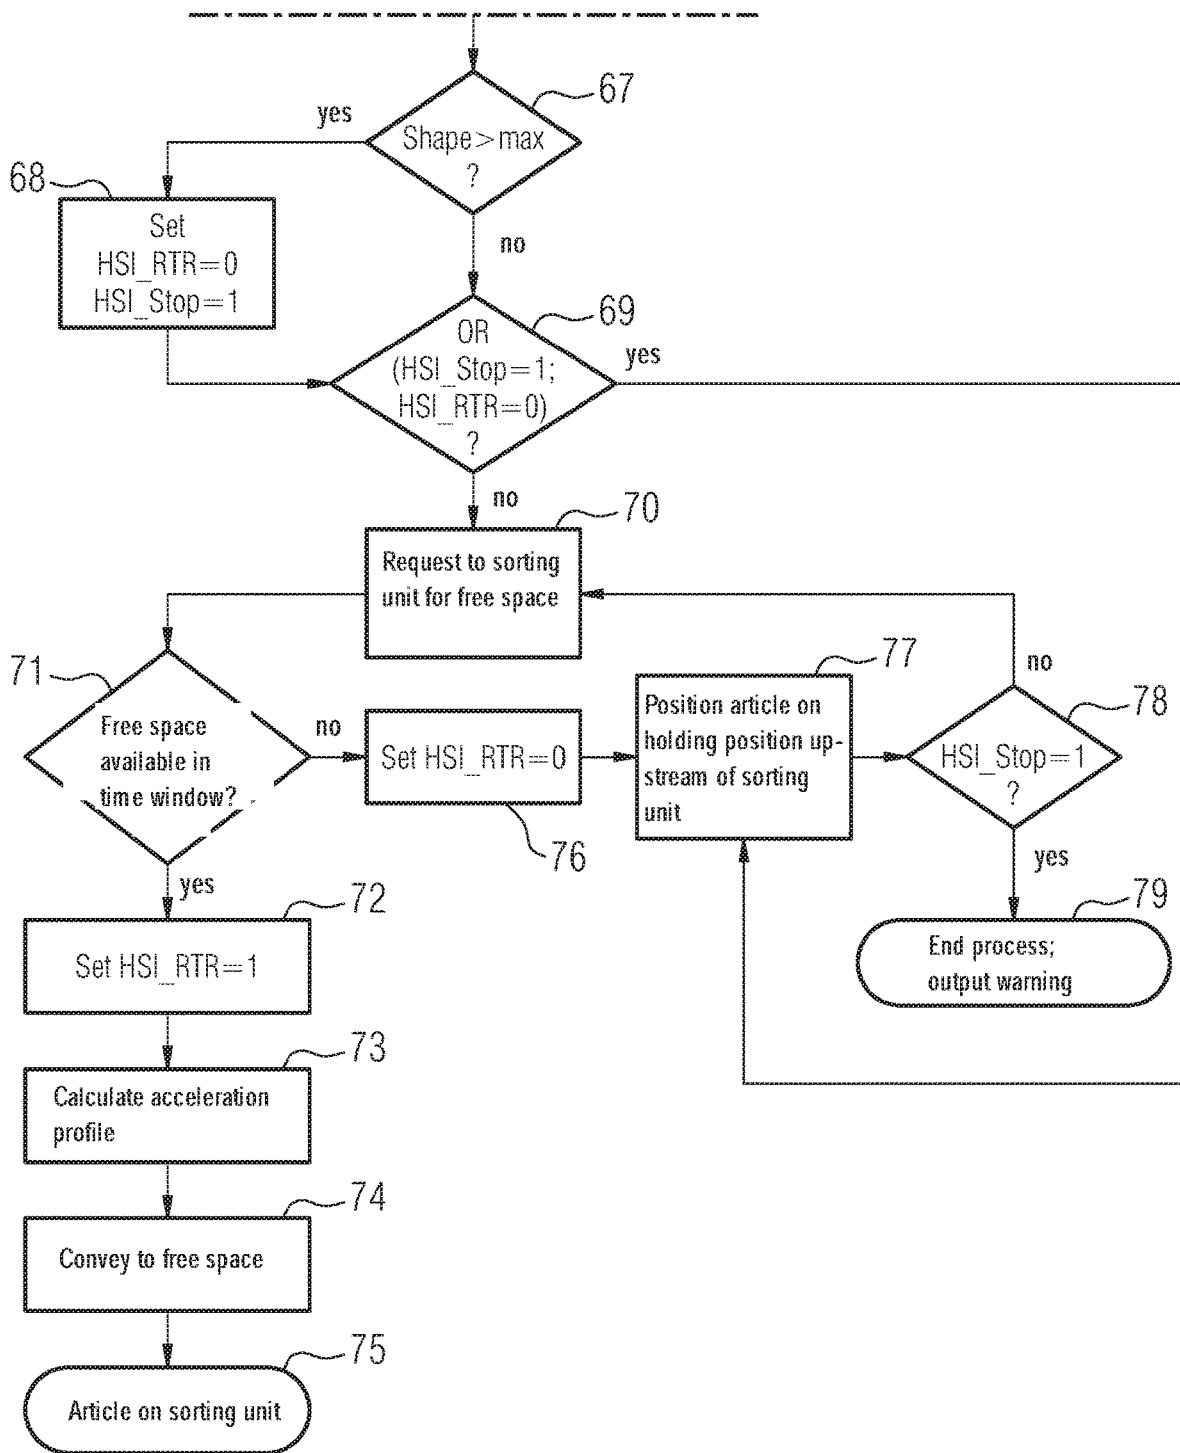 67
yes
Shape>max
?
68
Set
HSI_RTR=0
HSI_Stop=1
no
69
OR
(HSI_Stop=1;
HSI_RTR=0)
?
yes
no
70
Request to sorting
unit for free space
71
Free space
available in
time window?
no
Set HSI_RTR=0
76
77
Position article on
holding position up-
stream of sorting
unit
no
78
HSI_Stop=1
?
yes
79
End process;
output warning
yes
72
Set HSI_RTR=1
73
Calculate acceleration
profile
74
Convey to free space
75
Article on sorting unit